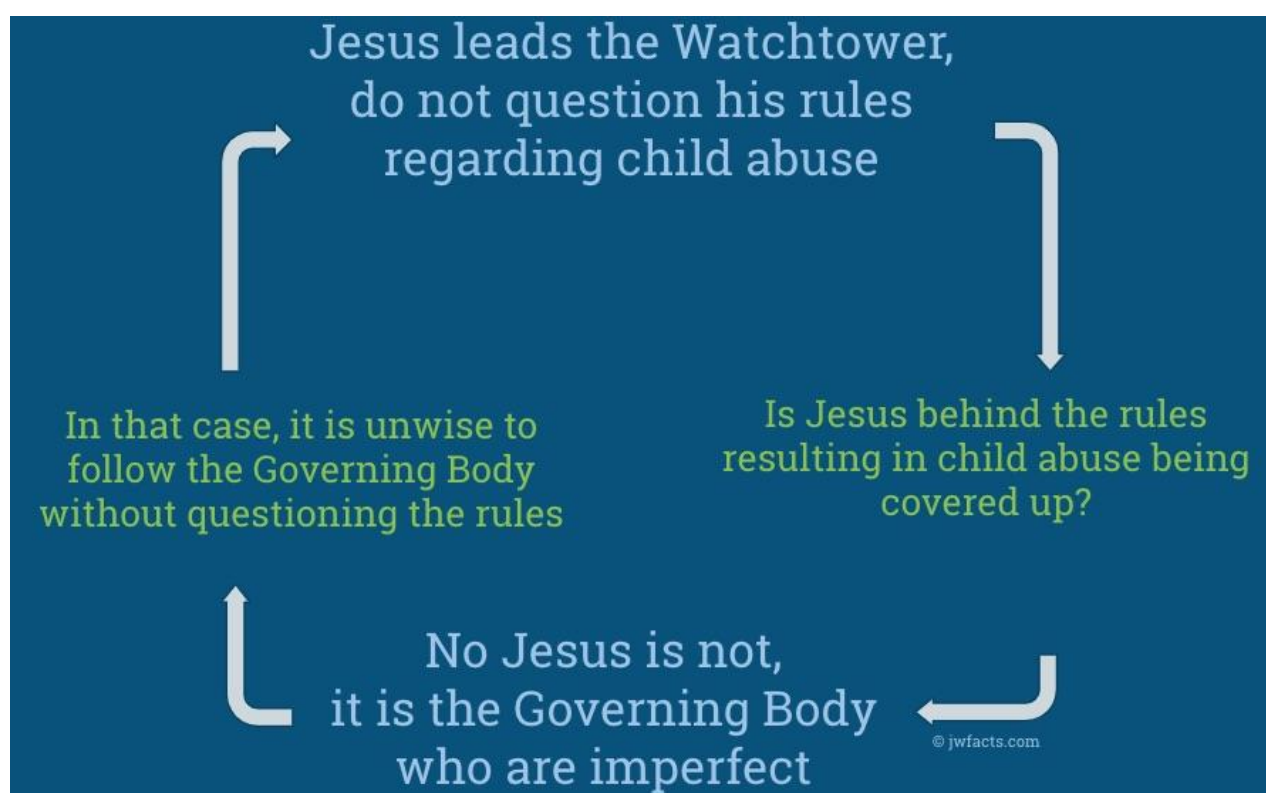 Jesus leads the Watchtower,
do not question his rules
regarding child abuse
Is Jesus behind the rules
resulting in child abuse being
covered up?
No Jesus is not,
it is the Governing Body
who are imperfect
In that case, it is unwise to
follow the Governing Body
without questioning the rules
© jwfacts.com